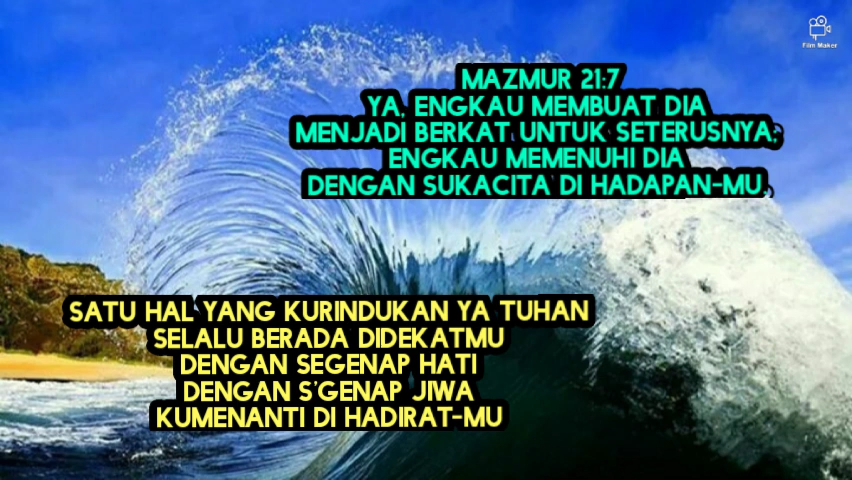 Film Maker
MAZMUR 21:7
YA, ENGKAU MEMBUAT DIA
MENJADI BERKAT UNTUK SETERUSNYA;
ENGKAU MEMENUHI DIA
DENGAN SUKACITA DI HADAPAN-MU.
SATU HAL YANG KURINDUKAN YA TUHAN
SELALU BERADA DIDEKATMU
DENGAN SEGENAP HATI
DENGAN S'GENAP JIWA
KUMENANTI DI HADIRAT-MU